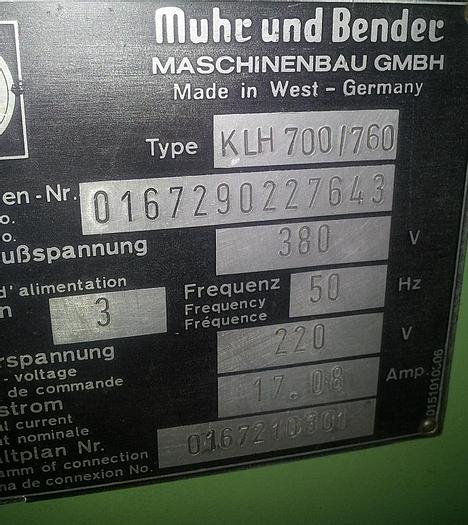 Muhr und Bender
MASCHINENBAU GMBH
Made in West - Germany
Type KLH 700/760
en-Nr. 0167290227643
o.
o.
ußspannung 380 V
d'alimentation
n 3 Frequenz 50 Hz
Frequency
Fréquence
rspannung 220 V
- voltage
de commande
strom 17.08 Amp.
al current
nt nominale
ltplan Nr. 0167210301
amm of connection
na de connexion No.